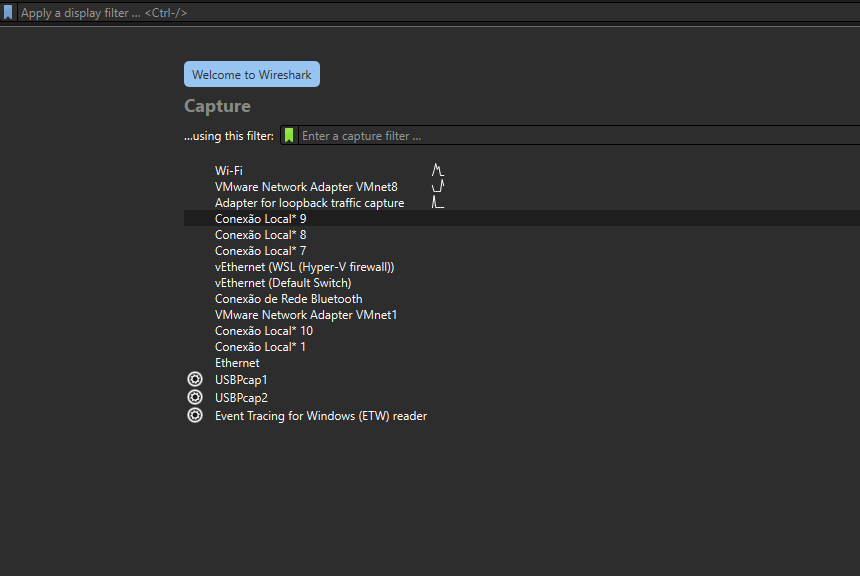 Apply a display filter ... <Ctrl-/>
Welcome to Wireshark
Capture
...using this filter: Enter a capture filter ...
Wi-Fi
VMware Network Adapter VMnet8
Adapter for loopback traffic capture
Conexão Local* 9
Conexão Local* 8
Conexão Local* 7
vEthernet (WSL (Hyper-V firewall))
vEthernet (Default Switch)
Conexão de Rede Bluetooth
VMware Network Adapter VMnet1
Conexão Local* 10
Conexão Local* 1
Ethernet
USBPcap1
USBPcap2
Event Tracing for Windows (ETW) reader